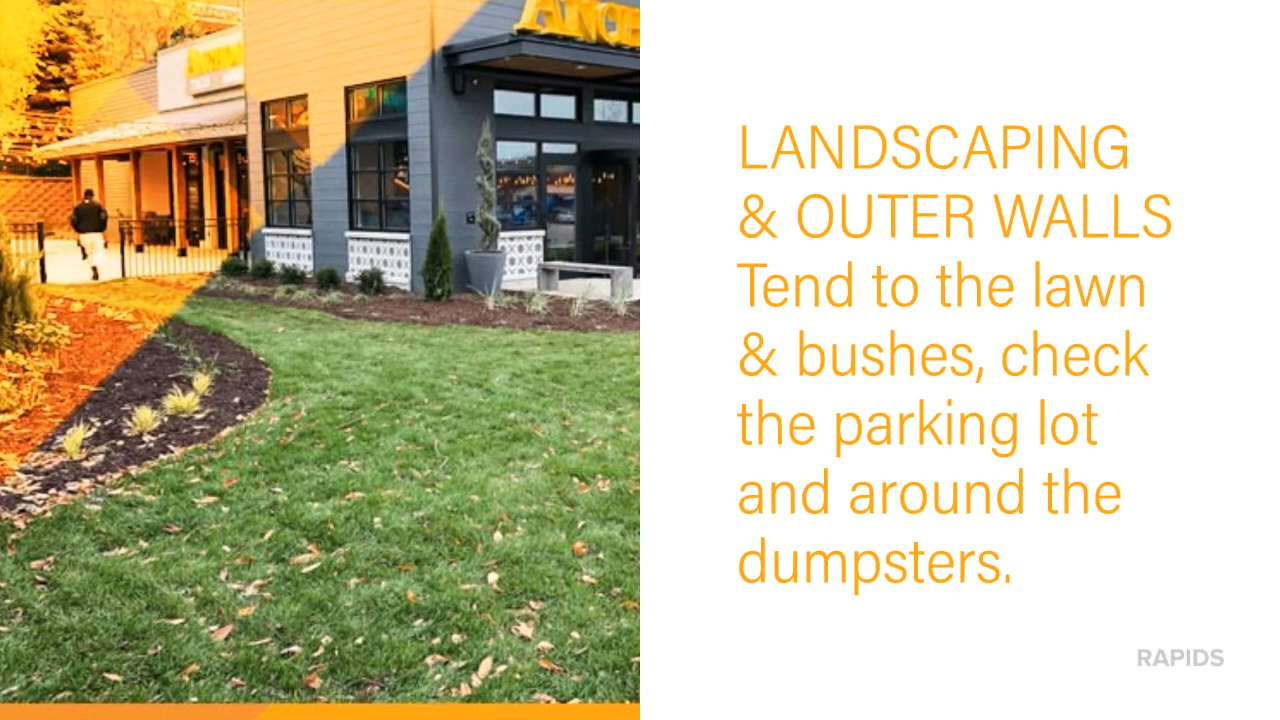 LANDSCAPING
& OUTER WALLS
Tend to the lawn
& bushes, check
the parking lot
and around the
dumpsters.
RAPIDS